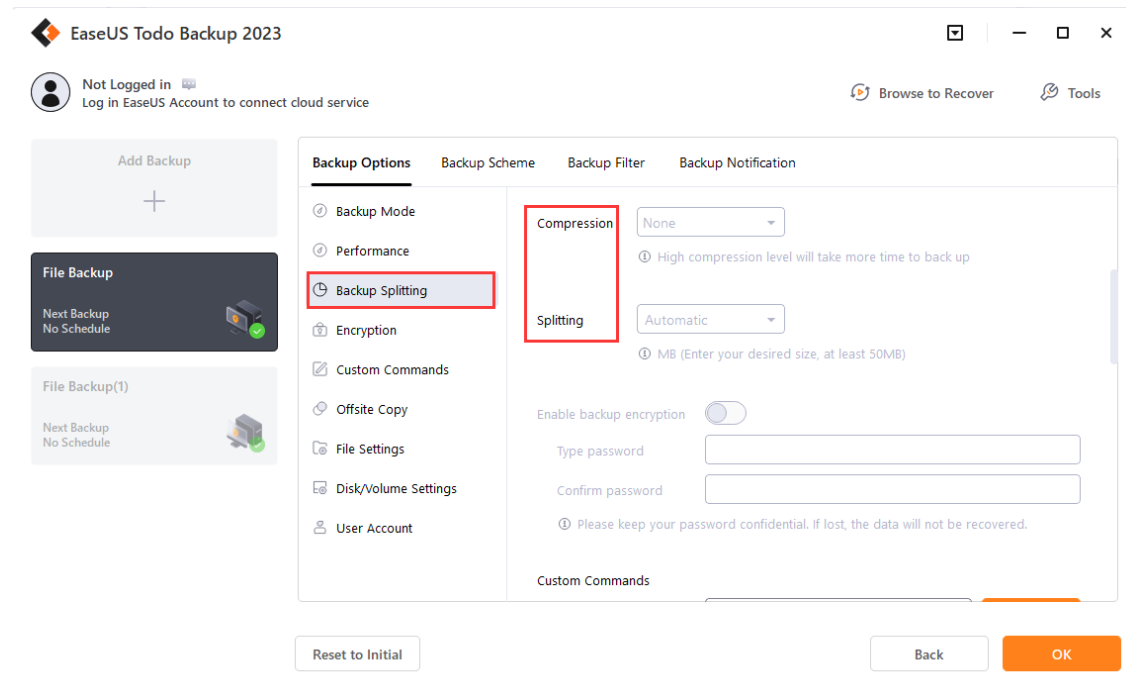 EaseUS Todo Backup 2023
Not Logged in
Log in EaseUS Account to connect cloud service
Browse to Recover
Tools
Add Backup
File Backup
Next Backup
No Schedule
File Backup(1)
Next Backup
No Schedule
Backup Options
Backup Scheme
Backup Filter
Backup Notification
Backup Mode
Performance
Backup Splitting
Encryption
Custom Commands
Offsite Copy
File Settings
Disk/Volume Settings
User Account
Compression
None
High compression level will take more time to back up
Splitting
Automatic
MB (Enter your desired size, at least 50MB)
Enable backup encryption
Type password
Confirm password
Please keep your password confidential. If lost, the data will not be recovered.
Custom Commands
Reset to Initial
Back
OK